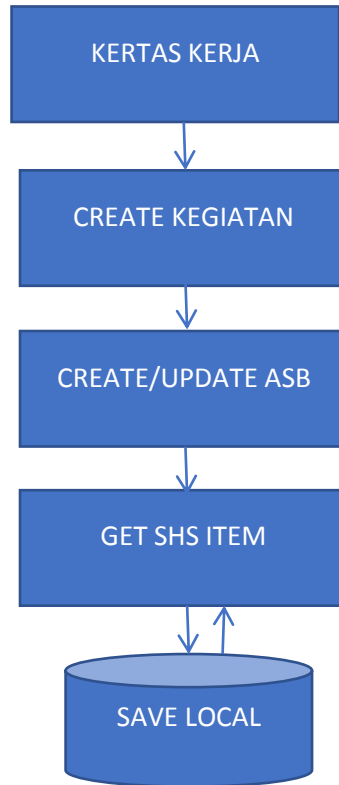 KERTAS KERJA
CREATE KEGIATAN
CREATE/UPDATE ASB
GET SHS ITEM
SAVE LOCAL